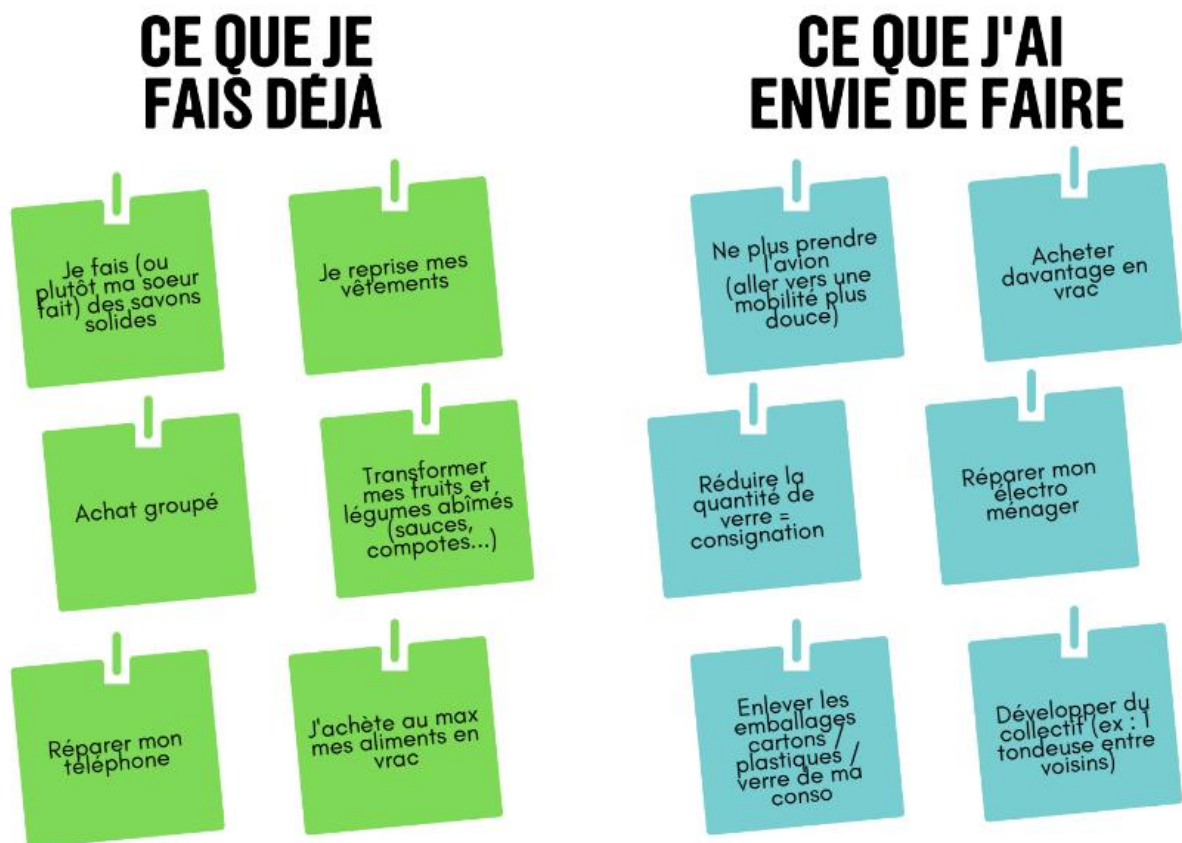 CE QUE JE
FAIS DÉJÀ
Je fais (ou
plutôt ma soeur
fait) des savons
solides
Je reprise mes
vêtements
Achat groupé
Transformer
mes fruits et
légumes abîmés
(sauces,
compotes...)
Réparer mon
téléphone
J'achète au max
mes aliments en
vrac
CE QUE J'AI
ENVIE DE FAIRE
Ne plus prendre
l'avion
(aller vers une
mobilité plus
douce)
Acheter
davantage en
vrac
Réduire la
quantité de
verre =
consignation
Réparer mon
électro
ménager
Enlever les
emballages
cartons /
plastiques /
verre de ma
conso
Développer du
collectif (ex : 1
tondeuse entre
voisins)